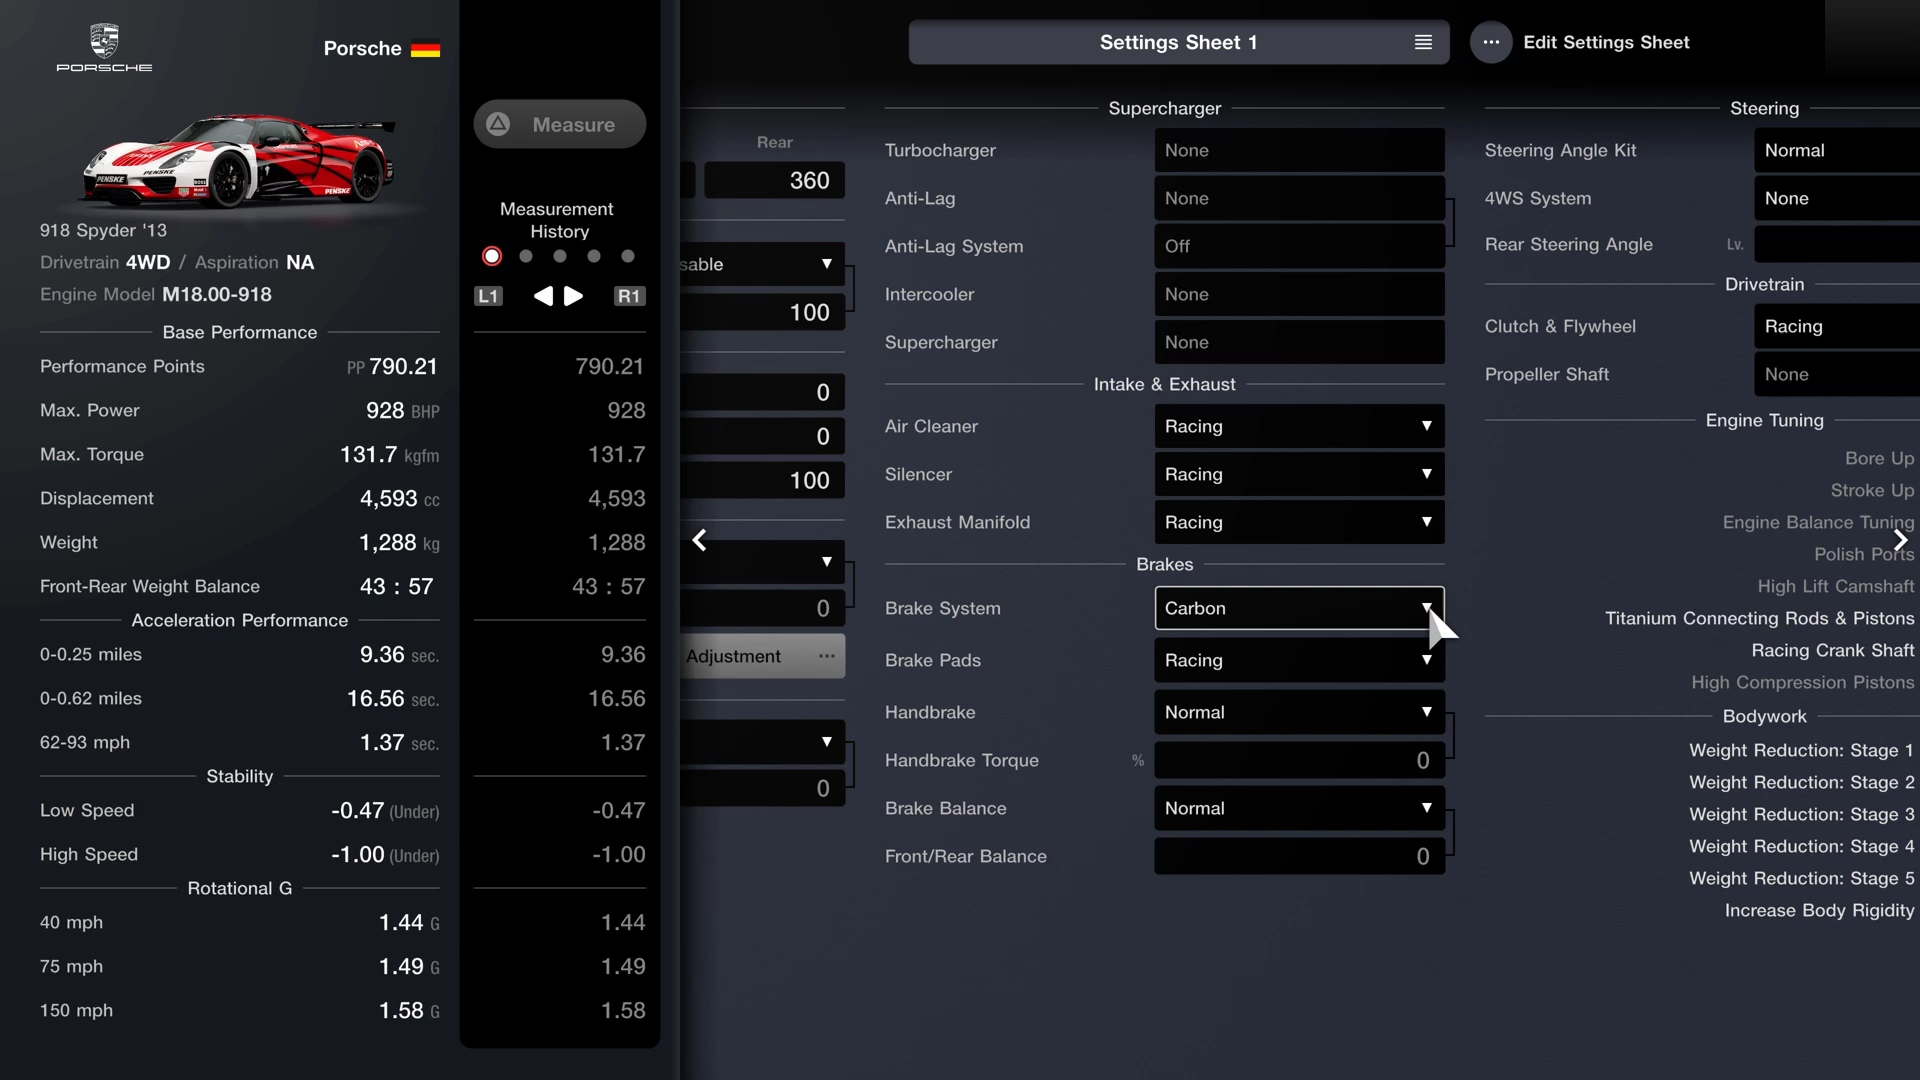 PORSCHE
Porsche
PENSKE
PENSKE
PENSKE
918 Spyder '13
Drivetrain 4WD / Aspiration NA
Engine Model M18.00-918
Base Performance
Performance Points PP 790.21
Max. Power 928 BHP
Max. Torque 131.7 kgfm
Displacement 4,593 cc
Weight 1,288 kg
Front-Rear Weight Balance 43 : 57
Acceleration Performance
0-0.25 miles 9.36 sec.
0-0.62 miles 16.56 sec.
62-93 mph 1.37 sec.
Stability
Low Speed -0.47 (Under)
High Speed -1.00 (Under)
Rotational G
40 mph 1.44 G
75 mph 1.49 G
150 mph 1.58 G
Measure
Measurement
History
L1 R1
790.21
928
131.7
4,593
1,288
43 : 57
9.36
16.56
1.37
-0.47
-1.00
1.44
1.49
1.58
Settings Sheet 1
Edit Settings Sheet
Rear
360
sable
100
0
0
100
0
Adjustment
0
Supercharger
Turbocharger None
Anti-Lag None
Anti-Lag System Off
Intercooler None
Supercharger None
Intake & Exhaust
Air Cleaner Racing
Silencer Racing
Exhaust Manifold Racing
Brakes
Brake System Carbon
Brake Pads Racing
Handbrake Normal
Handbrake Torque % 0
Brake Balance Normal
Front/Rear Balance 0
Steering
Steering Angle Kit Normal
4WS System None
Rear Steering Angle Lv.
Drivetrain
Clutch & Flywheel Racing
Propeller Shaft None
Engine Tuning
Bore Up
Stroke Up
Engine Balance Tuning
Polish Ports
High Lift Camshaft
Titanium Connecting Rods & Pistons
Racing Crank Shaft
High Compression Pistons
Bodywork
Weight Reduction: Stage 1
Weight Reduction: Stage 2
Weight Reduction: Stage 3
Weight Reduction: Stage 4
Weight Reduction: Stage 5
Increase Body Rigidity